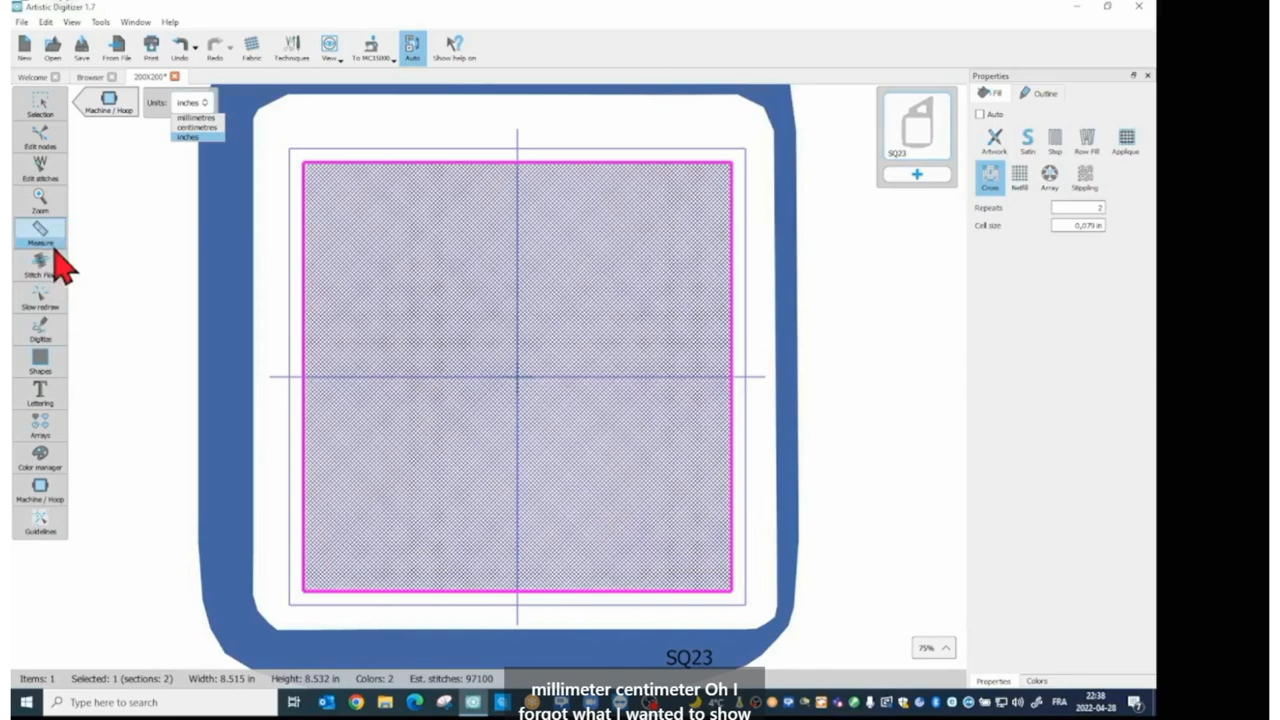 Artistic Digitizer 1.7
File Edit View Tools Window Help
New Open Save From File Print Undo Redo Fabric Techniques View To MC15000 Auto Show help on
Welcome Browser 200X200* Properties
Machine / Hoop Units: inches
millimetres
centimetres
inches
Selection
Edit nodes
Edit stitches
Zoom
Measure
Stitch
Slow redraw
Digitize
Shapes
Lettering
Arrays
Color manager
Machine / Hoop
Guidelines
SQ23
Fill Outline
Auto
Artwork Satin Step Row Fill Applique
Cross Netfill Array Stippling
Repeats 2
Cell size 0,079 in
SQ23
75%
Items: 1 Selected: 1 (sections: 2) Width: 8.515 in Height: 8.532 in Colors: 2 Est. stitches: 97100
Properties Colors
millimeter centimeter Oh I
forgot what I wanted to show
Type here to search
4°C
FRA
22:38
2022-04-28